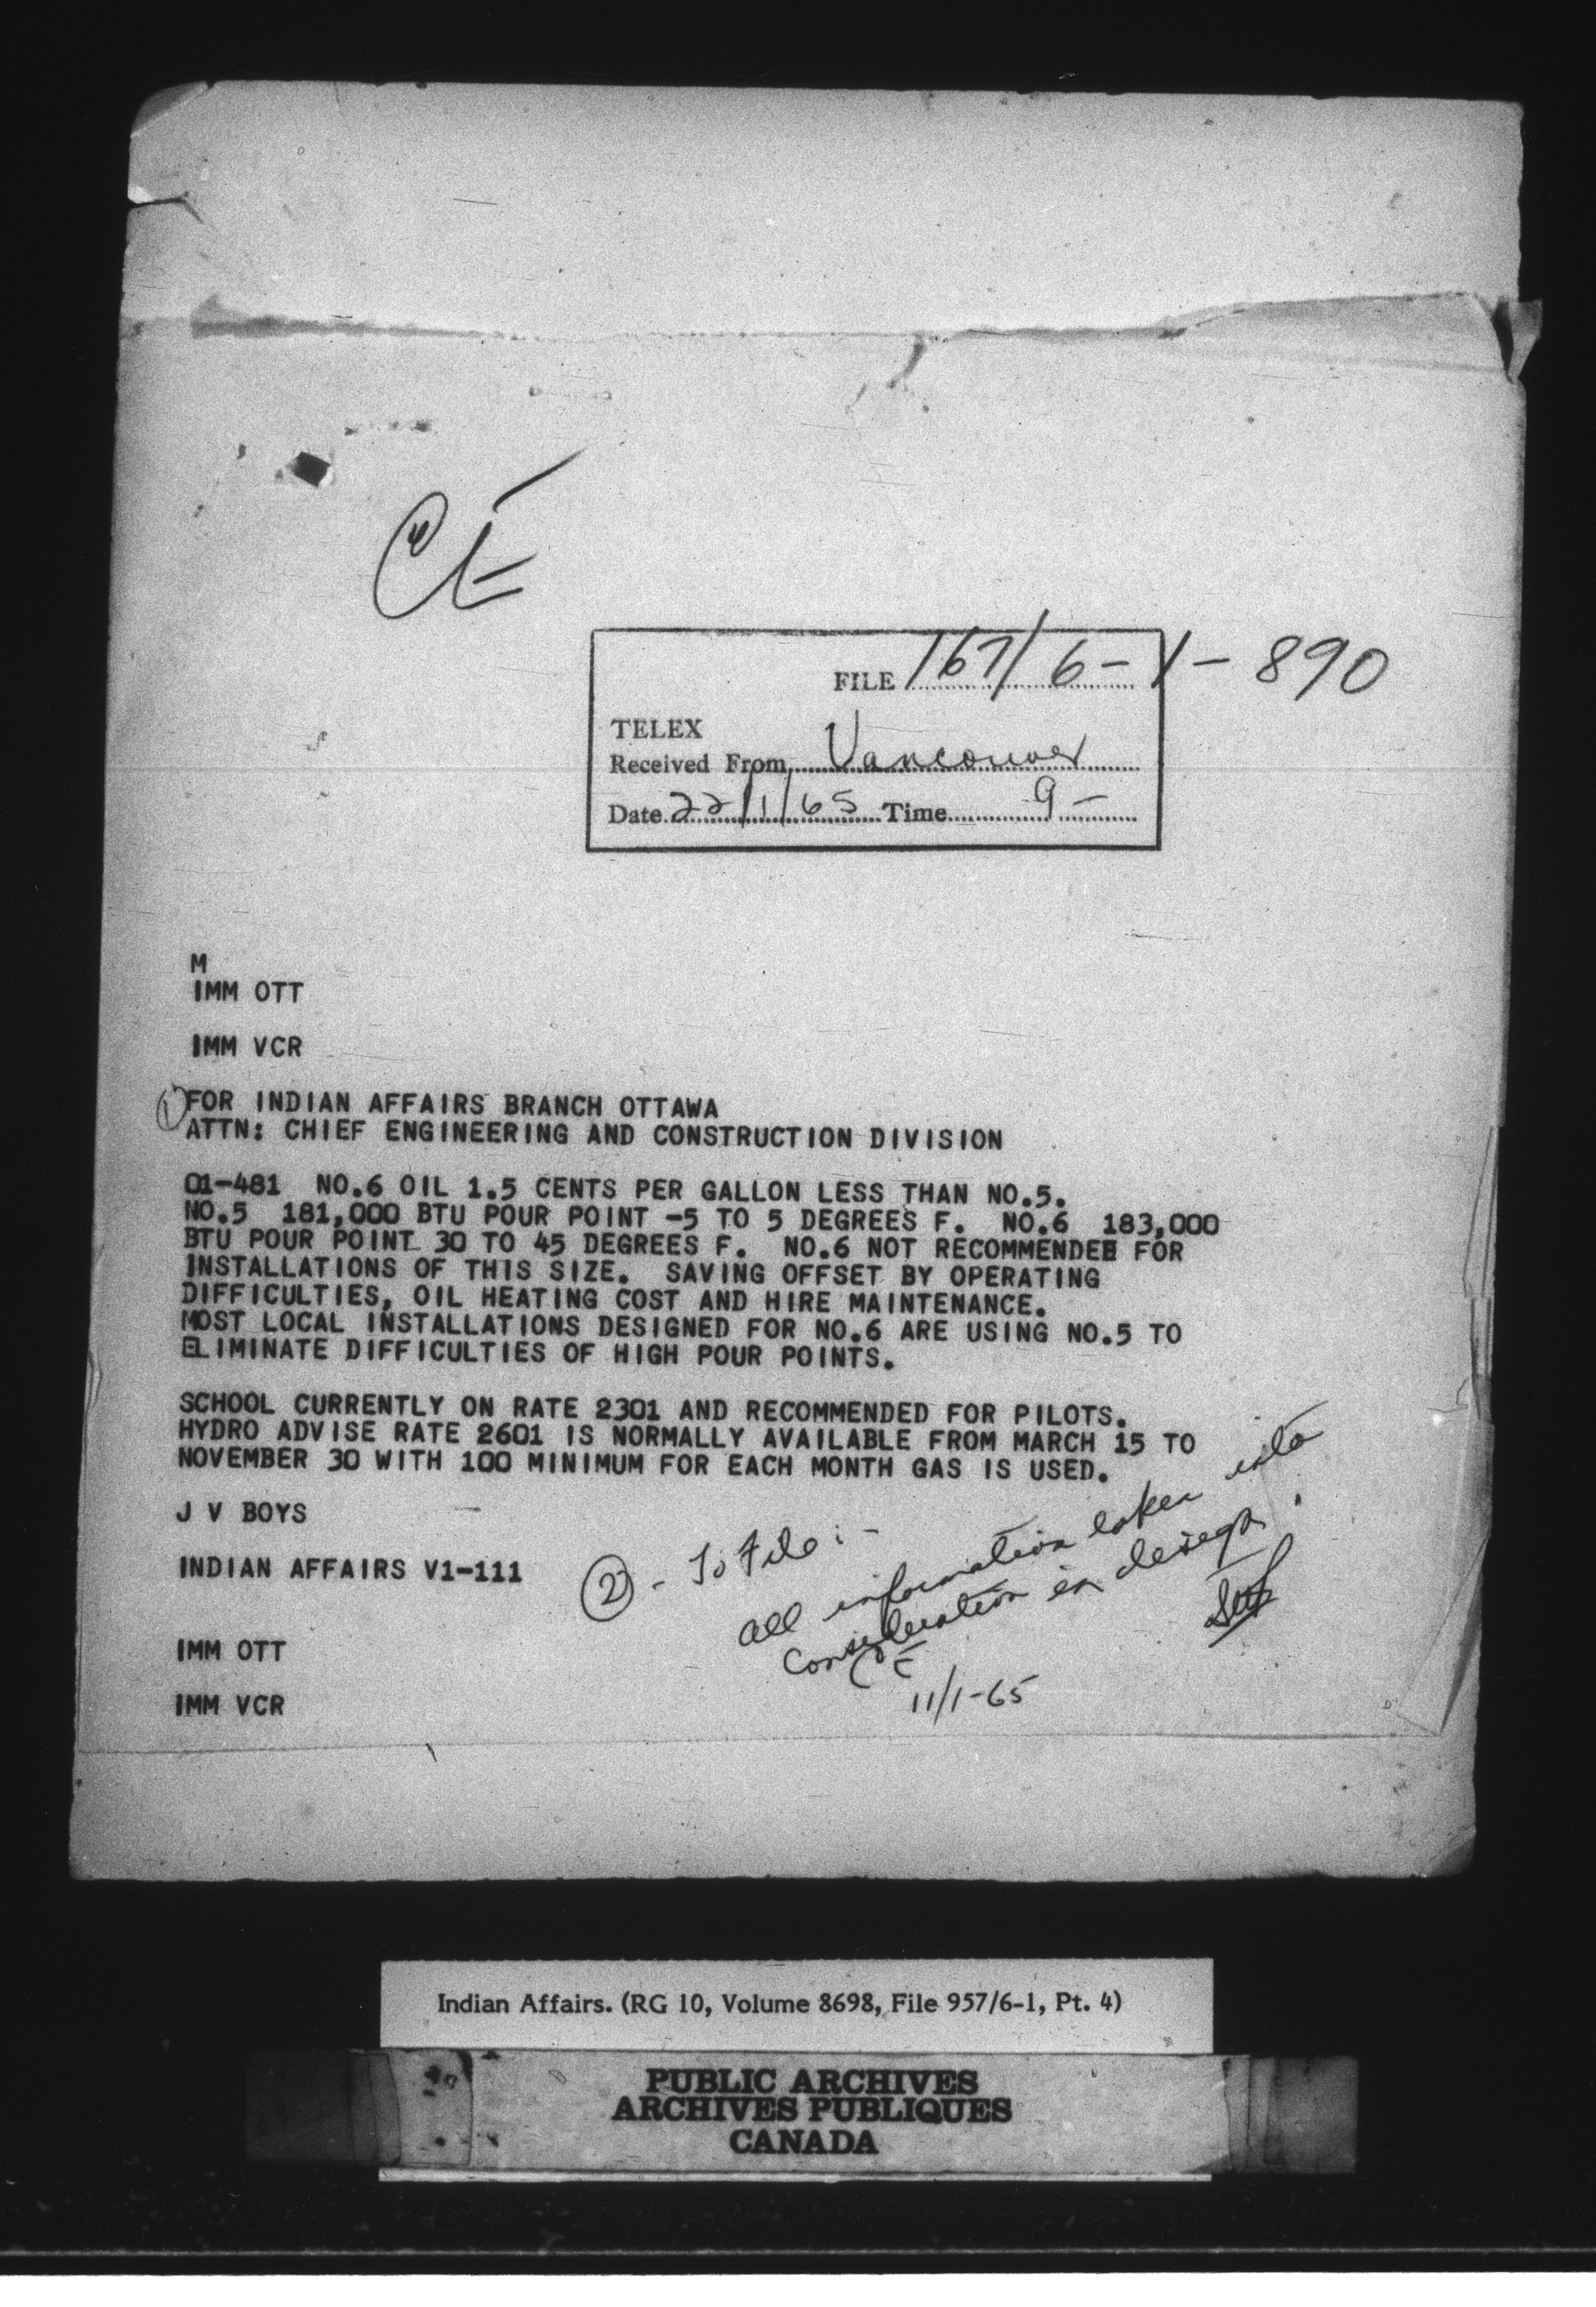 CE
FILE 167/6-1-890
TELEX
Received From Vancouver
Date 22/1/65 Time 9-
M
IMM OTT
IMM VCR
(1) FOR INDIAN AFFAIRS BRANCH OTTAWA
ATTN: CHIEF ENGINEERING AND CONSTRUCTION DIVISION
01-481 NO.6 OIL 1.5 CENTS PER GALLON LESS THAN NO.5.
NO.5 181,000 BTU POUR POINT -5 TO 5 DEGREES F. NO.6 183,000
BTU POUR POINT 30 TO 45 DEGREES F. NO.6 NOT RECOMMENDED FOR
INSTALLATIONS OF THIS SIZE. SAVING OFFSET BY OPERATING
DIFFICULTIES, OIL HEATING COST AND HIRE MAINTENANCE.
MOST LOCAL INSTALLATIONS DESIGNED FOR NO.6 ARE USING NO.5 TO
ELIMINATE DIFFICULTIES OF HIGH POUR POINTS.
SCHOOL CURRENTLY ON RATE 2301 AND RECOMMENDED FOR PILOTS.
HYDRO ADVISE RATE 2601 IS NORMALLY AVAILABLE FROM MARCH 15 TO
NOVEMBER 30 WITH 100 MINIMUM FOR EACH MONTH GAS IS USED.
J V BOYS
INDIAN AFFAIRS V1-111
(2) - To File :-
All information taken into
consideration in design.
CE
11/1-65
IMM OTT
IMM VCR
Indian Affairs. (RG 10, Volume 8698, File 957/6-1, Pt. 4)
PUBLIC ARCHIVES
ARCHIVES PUBLIQUES
CANADA